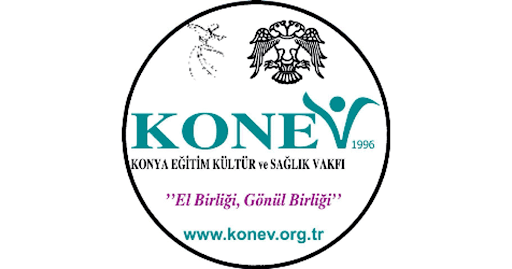 KONEV
1996
KONYA EĞİTİM KÜLTÜR ve SAĞLIK VAKFI
’’El Birliği, Gönül Birliği’’
www.konev.org.tr